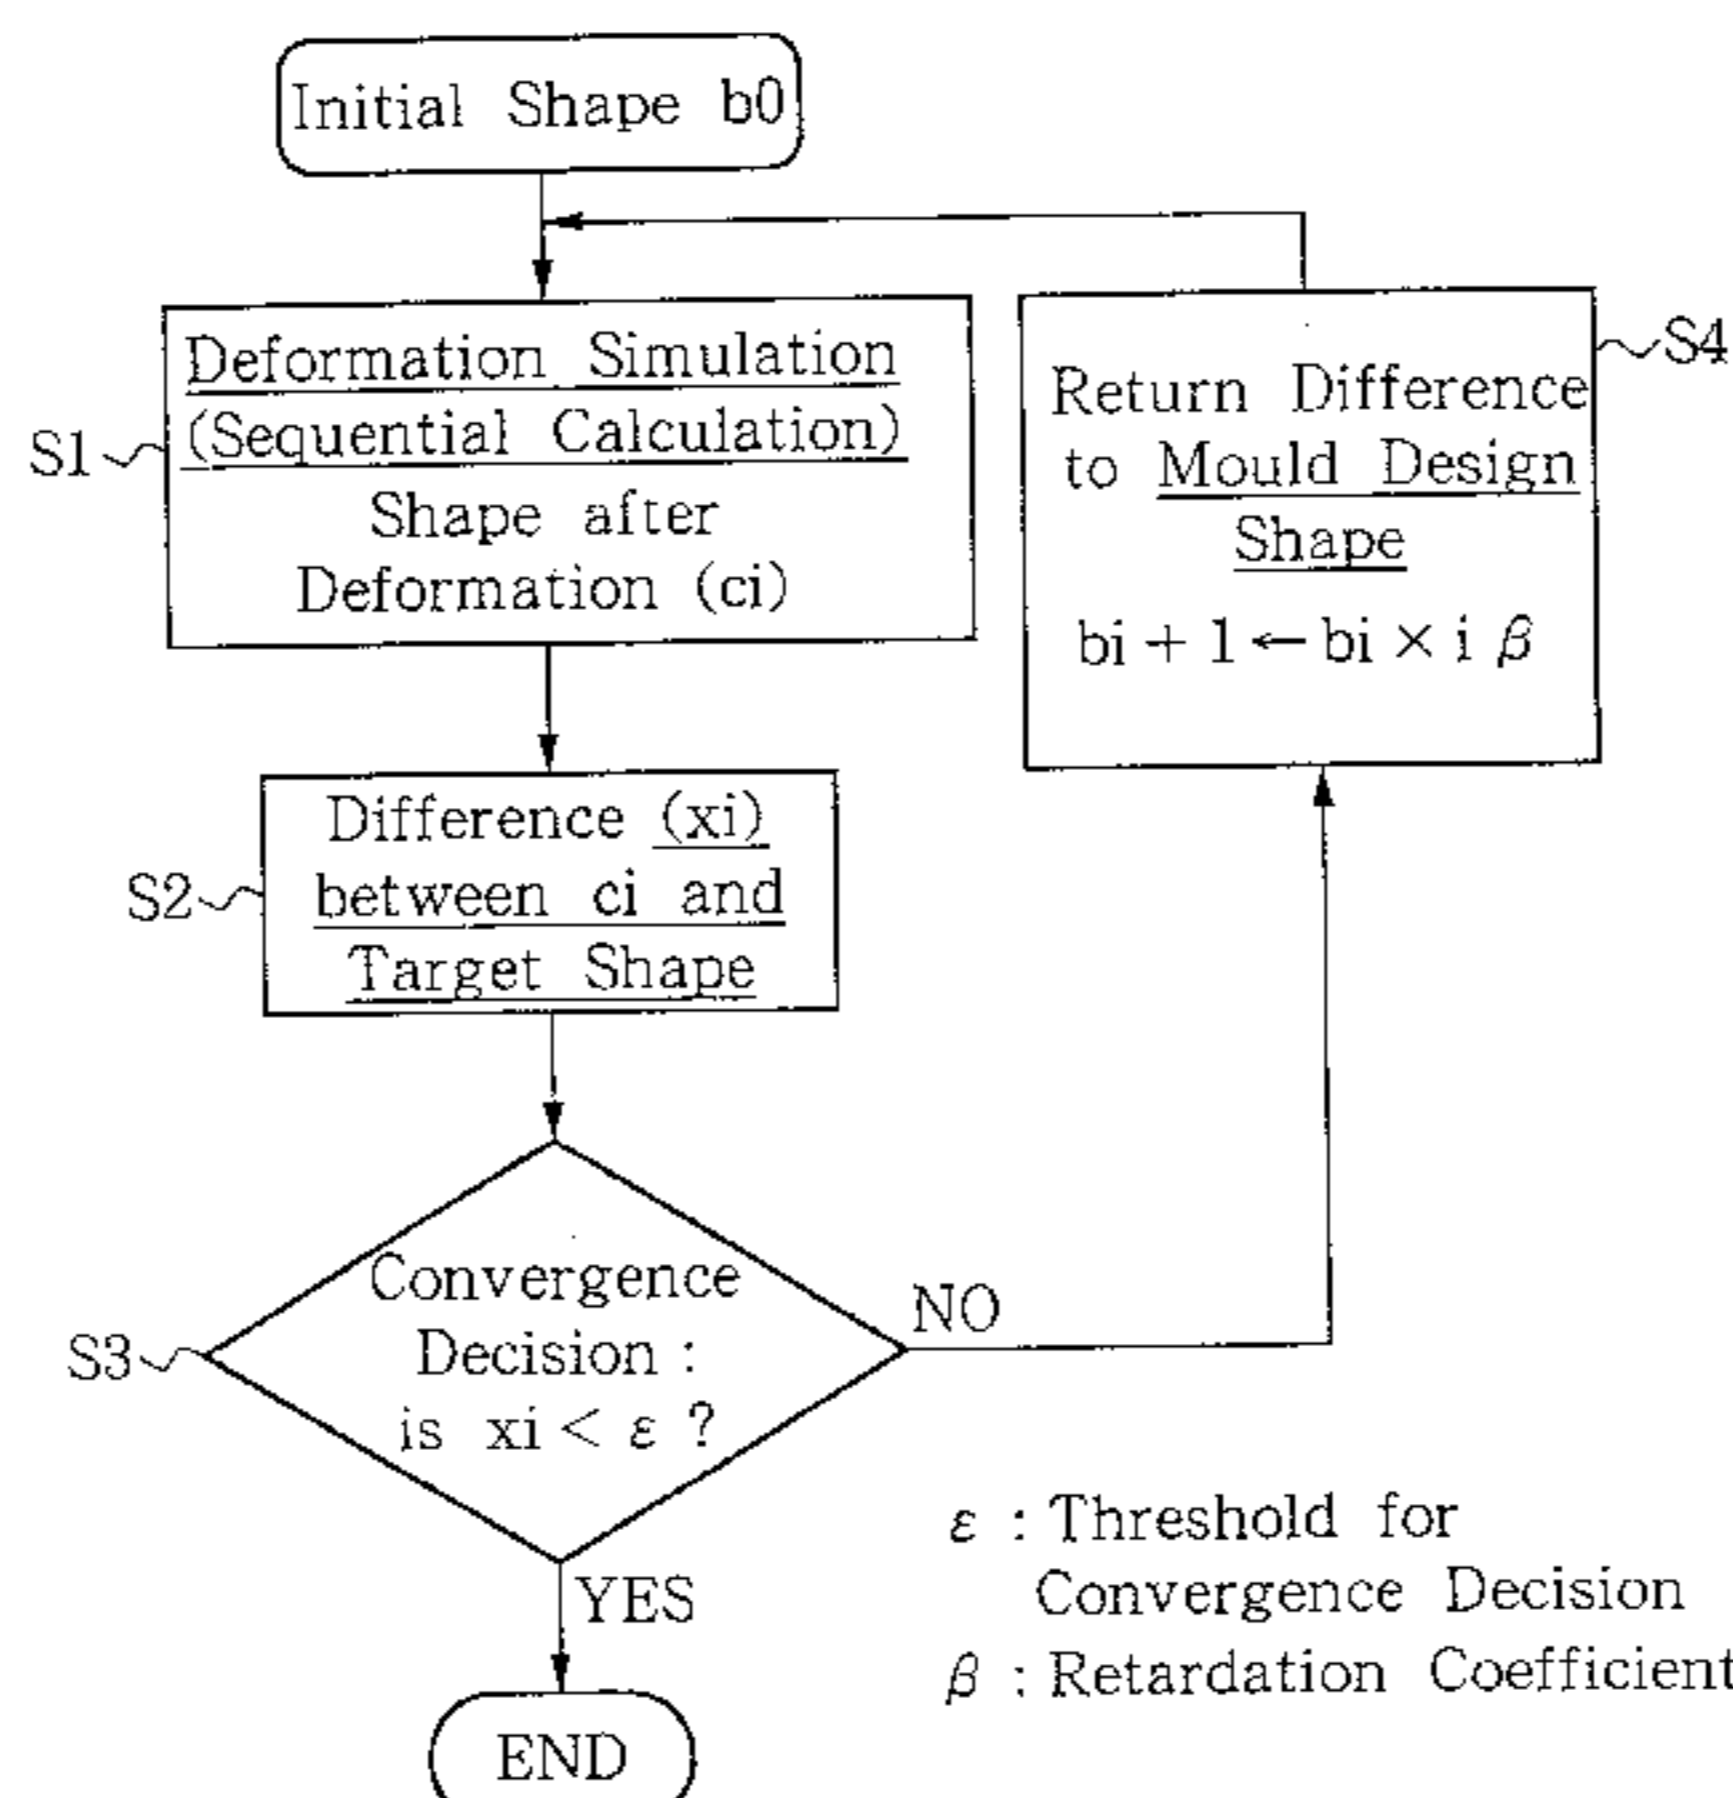 Initial Shape b0
S1
Deformation Simulation
(Sequential Calculation)
Shape after
Deformation (ci)
S4
Return Difference
to Mould Design
Shape
bi + 1 ← bi × i β
S2
Difference (xi)
between ci and
Target Shape
S3
Convergence
Decision :
is xi < ε ?
NO
YES
END
ε : Threshold for
Convergence Decision
β : Retardation Coefficient